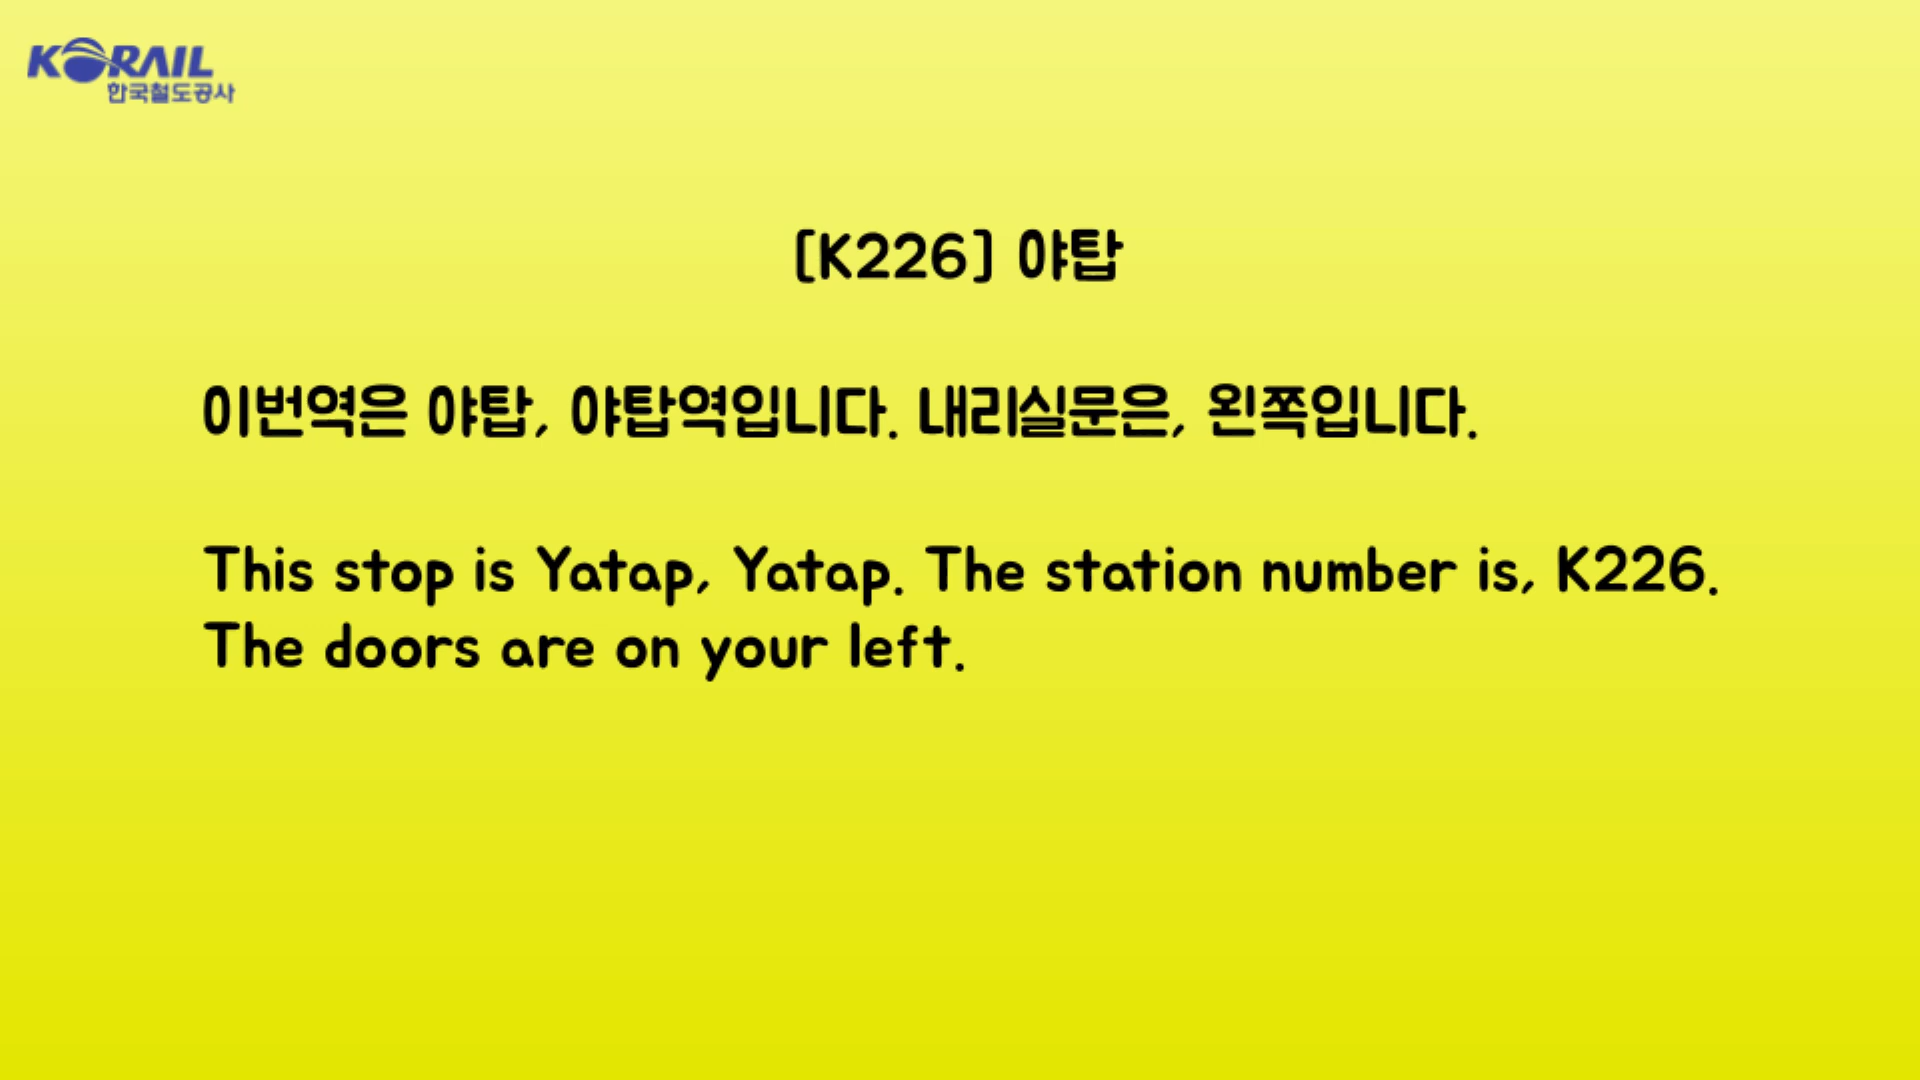 KORAIL
한국철도공사
[K226] 야탑
이번역은 야탑, 야탑역입니다. 내리실문은, 왼쪽입니다.
This stop is Yatap, Yatap. The station number is, K226.
The doors are on your left.